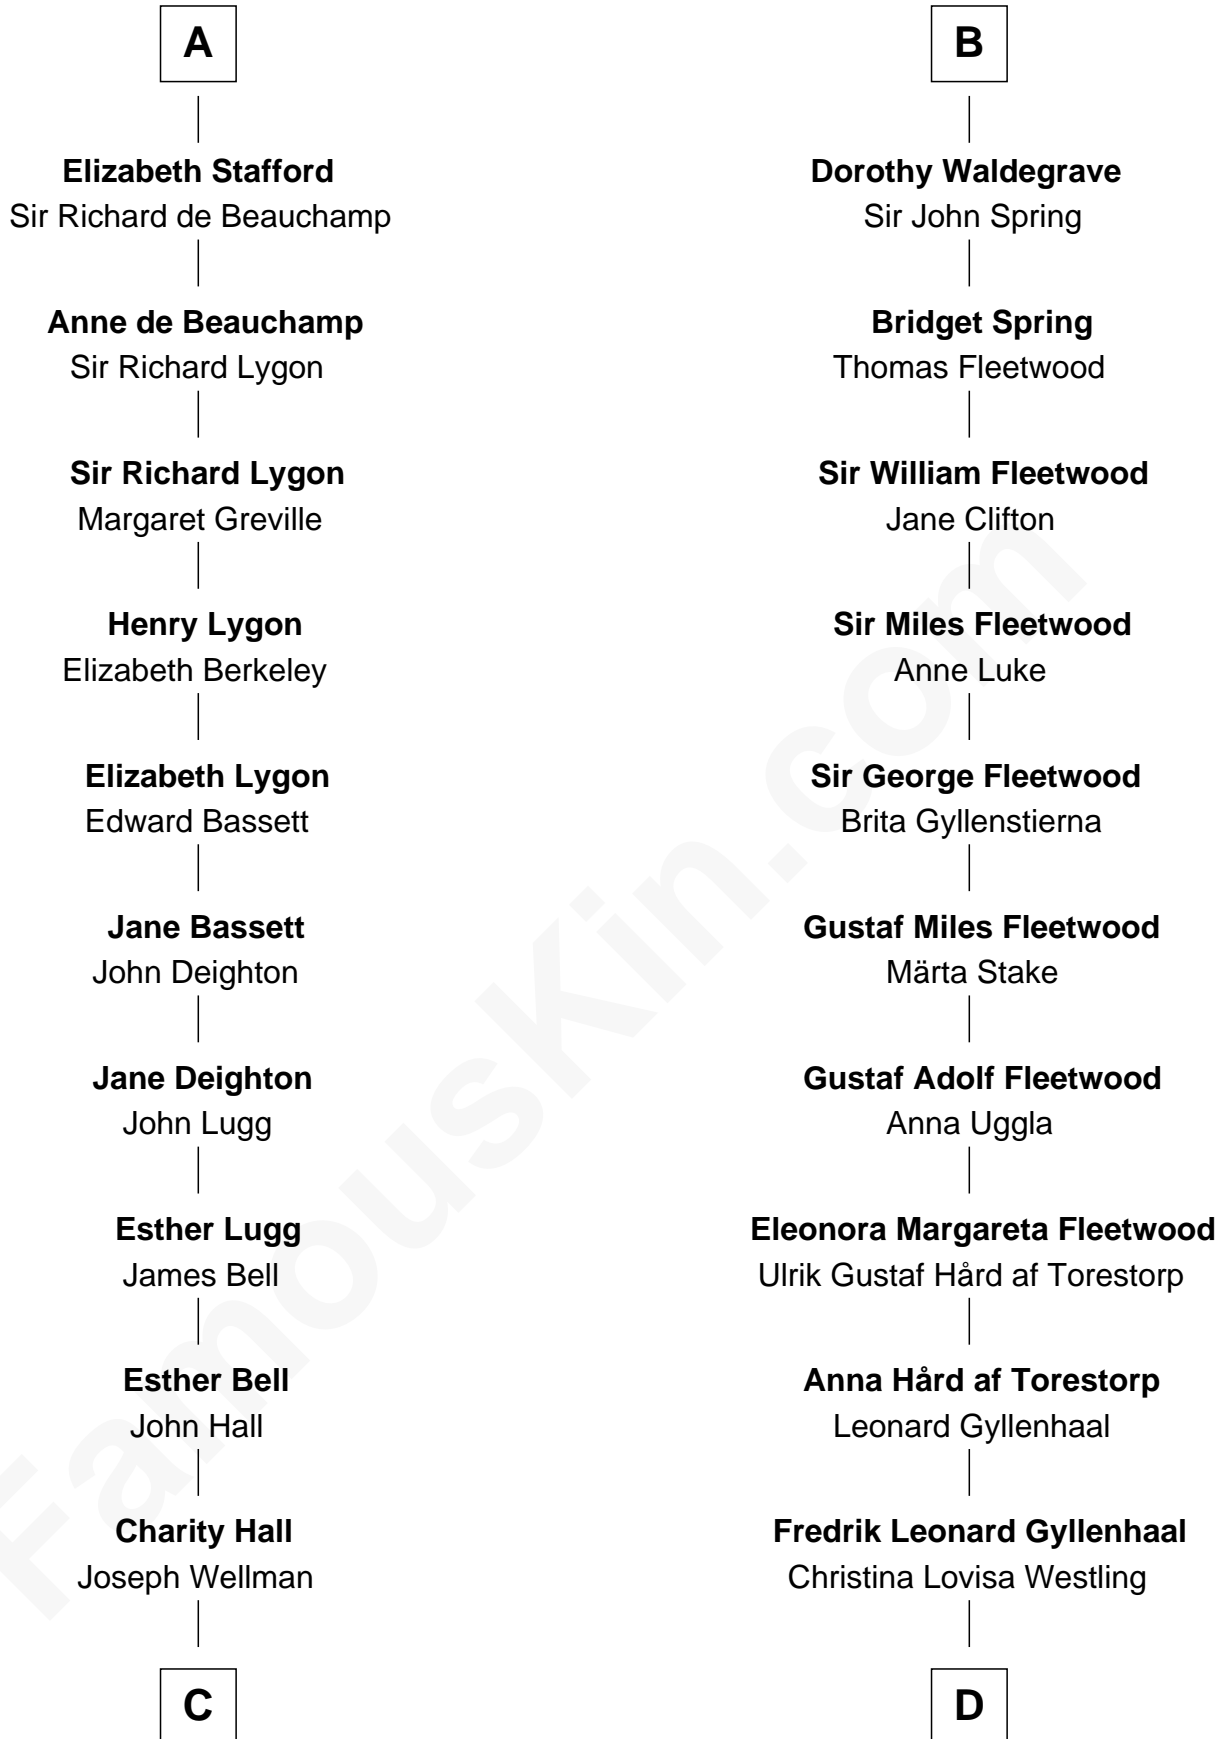 A
Elizabeth Stafford
Sir Richard de Beauchamp
Anne de Beauchamp
Sir Richard Lygon
Sir Richard Lygon
Margaret Greville
Henry Lygon
Elizabeth Berkeley
Elizabeth Lygon
Edward Bassett
Jane Bassett
John Deighton
Jane Deighton
John Lugg
Esther Lugg
James Bell
Esther Bell
John Hall
Charity Hall
Joseph Wellman
C
B
Dorothy Waldegrave
Sir John Spring
Bridget Spring
Thomas Fleetwood
Sir William Fleetwood
Jane Clifton
Sir Miles Fleetwood
Anne Luke
Sir George Fleetwood
Brita Gyllenstierna
Gustaf Miles Fleetwood
Märta Stake
Gustaf Adolf Fleetwood
Anna Uggla
Eleonora Margareta Fleetwood
Ulrik Gustaf Hård af Torestorp
Anna Hård af Torestorp
Leonard Gyllenhaal
Fredrik Leonard Gyllenhaal
Christina Lovisa Westling
D
FamousKin.com